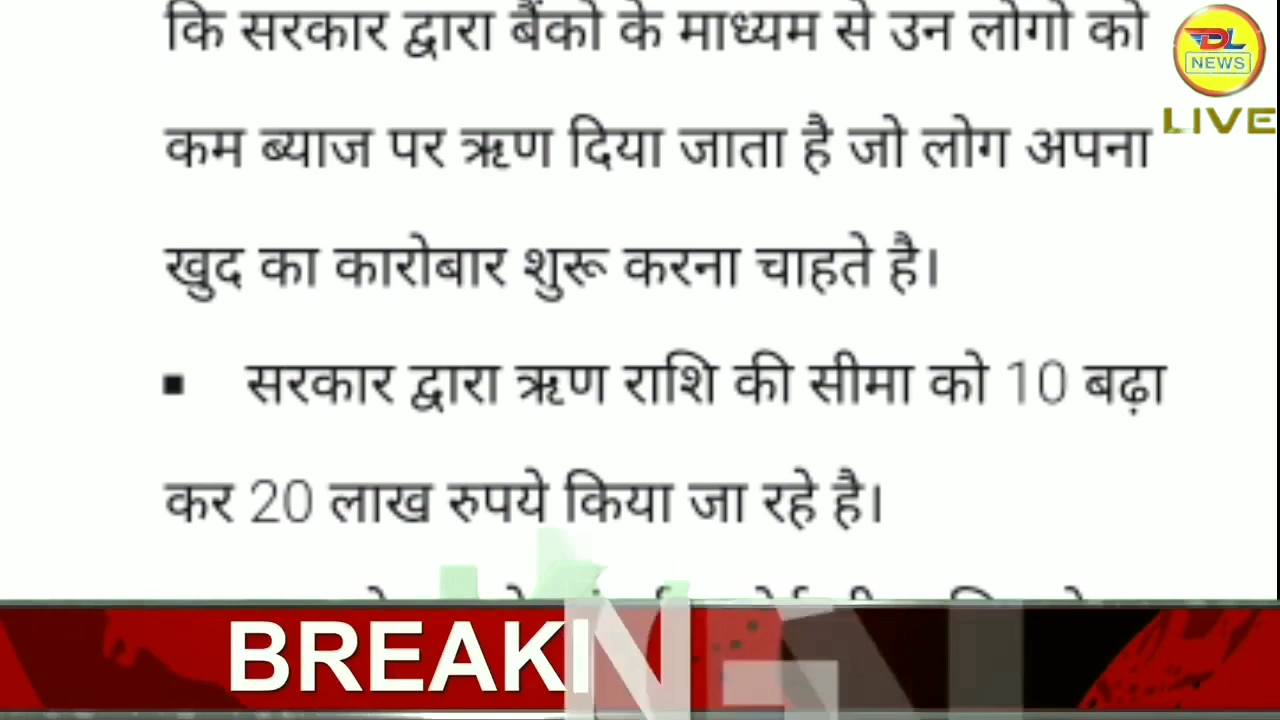 कि सरकार द्वारा बैंको के माध्यम से उन लोगो को
कम ब्याज पर ऋण दिया जाता है जो लोग अपना
खुद का कारोबार शुरू करना चाहते है।
▪ सरकार द्वारा ऋण राशि की सीमा को 10 बढ़ा
कर 20 लाख रुपये किया जा रहे है।
DL
NEWS
LIVE
BREAKIN